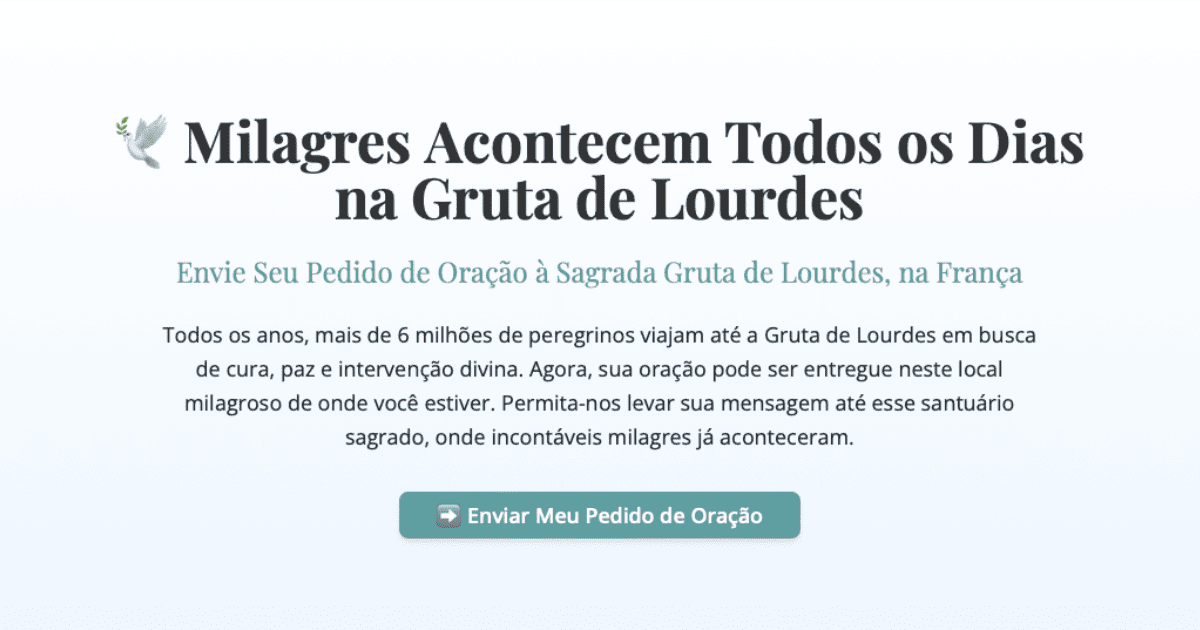 🕊️ Milagres Acontecem Todos os Dias
na Gruta de Lourdes
Envie Seu Pedido de Oração à Sagrada Gruta de Lourdes, na França
Todos os anos, mais de 6 milhões de peregrinos viajam até a Gruta de Lourdes em busca
de cura, paz e intervenção divina. Agora, sua oração pode ser entregue neste local
milagroso de onde você estiver. Permita-nos levar sua mensagem até esse santuário
sagrado, onde incontáveis milagres já aconteceram.
➡️ Enviar Meu Pedido de Oração